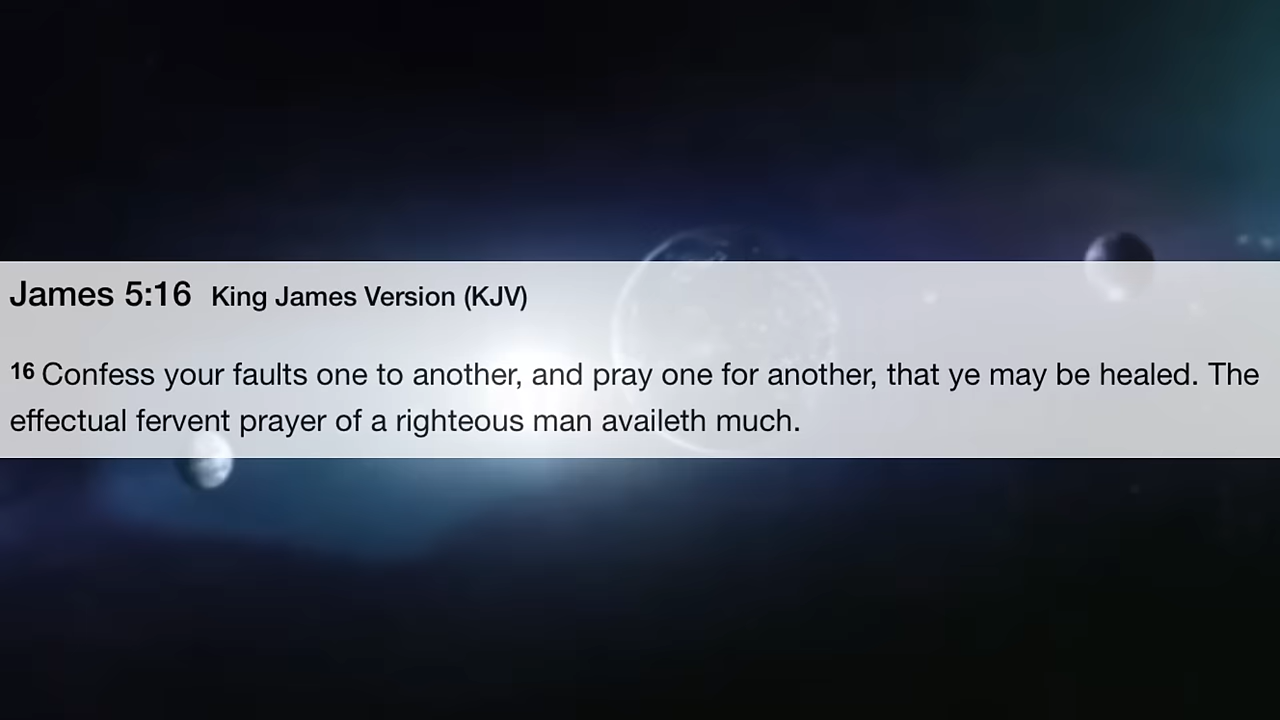 James 5:16 King James Version (KJV)
16 Confess your faults one to another, and pray one for another, that ye may be healed. The
effectual fervent prayer of a righteous man availeth much.